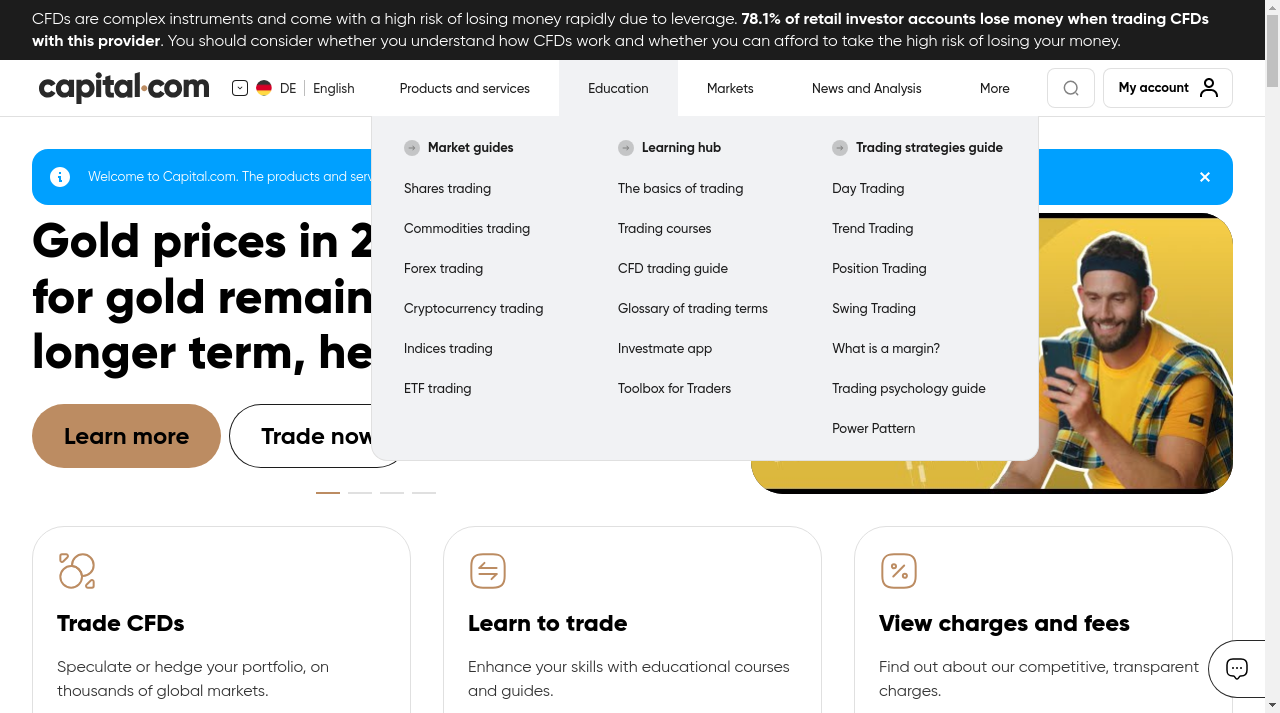 CFDs are complex instruments and come with a high risk of losing money rapidly due to leverage. 78.1% of retail investor accounts lose money when trading CFDs
with this provider. You should consider whether you understand how CFDs work and whether you can afford to take the high risk of losing your money.
capital.com
DE
English
Products and services
Education
Markets
News and Analysis
More
My account
Market guides
Shares trading
Commodities trading
Forex trading
Cryptocurrency trading
Indices trading
ETF trading
Learning hub
The basics of trading
Trading courses
CFD trading guide
Glossary of trading terms
Investmate app
Toolbox for Traders
Trading strategies guide
Day Trading
Trend Trading
Position Trading
Swing Trading
What is a margin?
Trading psychology guide
Power Pattern
Welcome to Capital.com. The products and
Gold prices in
for gold remain
longer term,
Learn more
Trade now
Trade CFDs
Speculate or hedge your portfolio, on
thousands of global markets.
Learn to trade
Enhance your skills with educational courses
and guides.
View charges and fees
Find out about our competitive, transparent
charges.